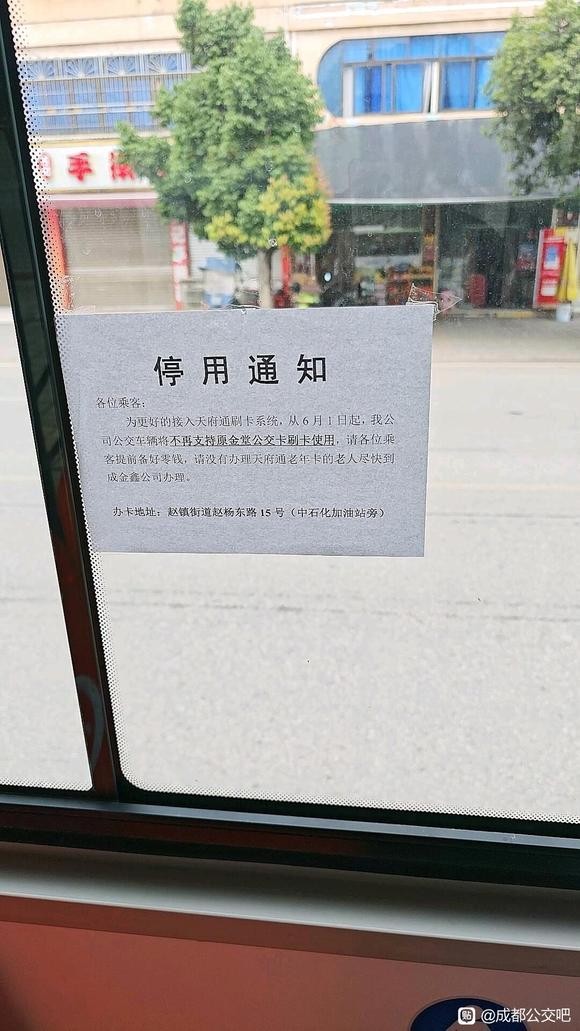 手
停用通知
各位乘客：
为更好的接入天府通刷卡系统，从6月1日起，我公
司公交车辆将不再支持原金堂公交卡刷卡使用，请各位乘
客提前备好零钱，请没有办理天府通老年卡的老人尽快到
成金鑫公司办理。
办卡地址：赵镇街道赵杨东路15号（中石化加油站旁）
贴 @成都公交吧